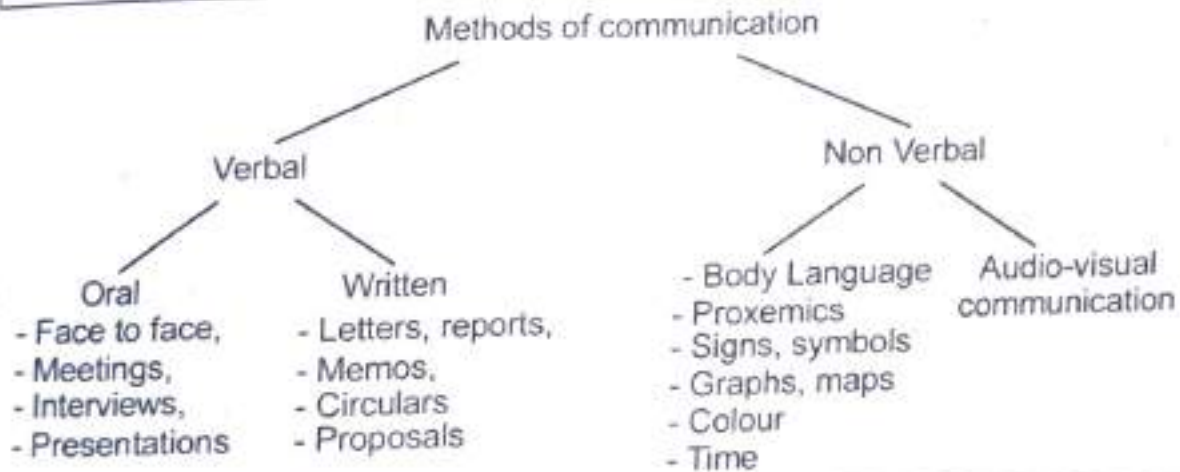 Methods of communication
Verbal
Non Verbal
Oral
- Face to face,
- Meetings,
- Interviews,
- Presentations
Written
- Letters, reports,
- Memos,
- Circulars
- Proposals
- Body Language
- Proxemics
- Signs, symbols
- Graphs, maps
- Colour
- Time
Audio-visual
communication